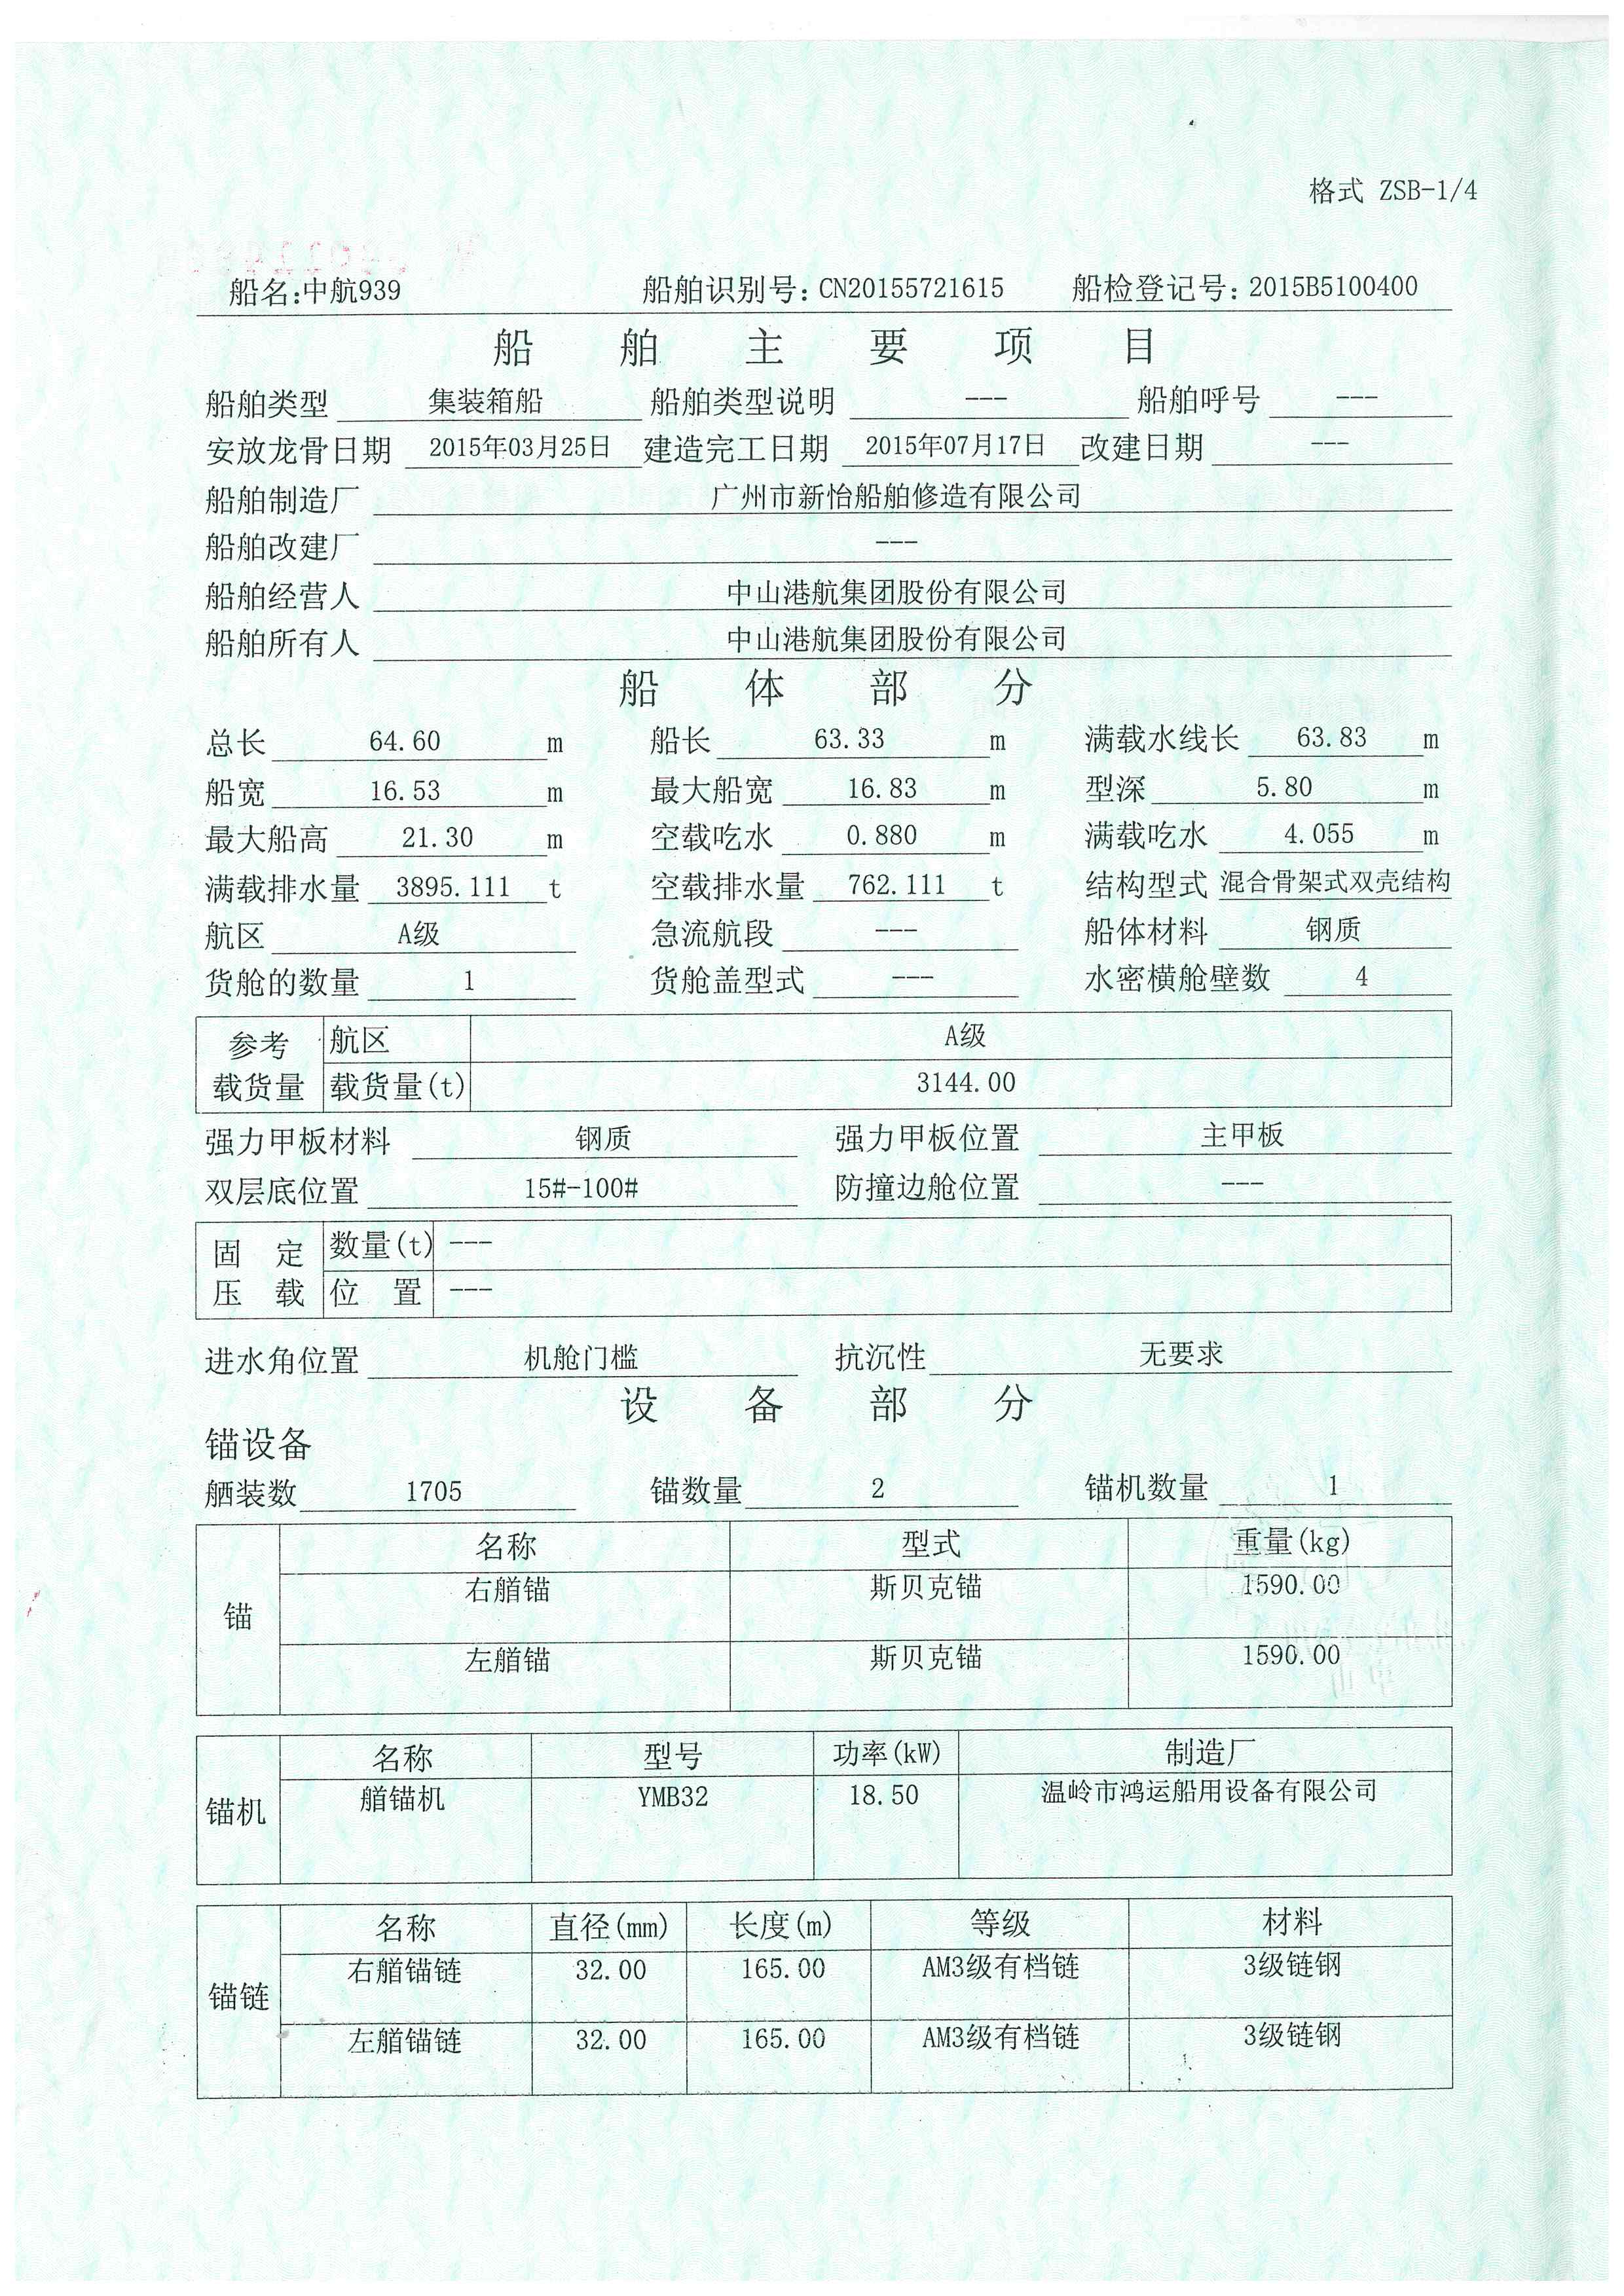 格式 ZSB-1/4
船名:中航939 船舶识别号: CN20155721615 船检登记号: 2015B5100400
船舶主要项目
船舶类型 集装箱船 船舶类型说明 --- 船舶呼号 ---
安放龙骨日期 2015年03月25日 建造完工日期 2015年07月17日 改建日期 ---
船舶制造厂 广州市新怡船舶修造有限公司
船舶改建厂 ---
船舶经营人 中山港航集团股份有限公司
船舶所有人 中山港航集团股份有限公司
船体部分
总长 64.60 m 船长 63.33 m 满载水线长 63.83 m
船宽 16.53 m 最大船宽 16.83 m 型深 5.80 m
最大船高 21.30 m 空载吃水 0.880 m 满载吃水 4.055 m
满载排水量 3895.111 t 空载排水量 762.111 t 结构型式 混合骨架式双壳结构
航区 A级 急流航段 --- 船体材料 钢质
货舱的数量 1 货舱盖型式 --- 水密横舱壁数 4
参考载货量 航区 A级
载货量(t) 3144.00
强力甲板材料 钢质 强力甲板位置 主甲板
双层底位置 15#-100# 防撞边舱位置 ---
固定压载 数量(t) ---
位置 ---
进水角位置 机舱门槛 抗沉性 无要求
设备部分
锚设备
舾装数 1705 锚数量 2 锚机数量 1
锚 名称 型式 重量(kg)
右艏锚 斯贝克锚 1590.00
左艏锚 斯贝克锚 1590.00
锚机 名称 型号 功率(kW) 制造厂
艏锚机 YMB32 18.50 温岭市鸿运船用设备有限公司
锚链 名称 直径(mm) 长度(m) 等级 材料
右艏锚链 32.00 165.00 AM3级有档链 3级链钢
左艏锚链 32.00 165.00 AM3级有档链 3级链钢